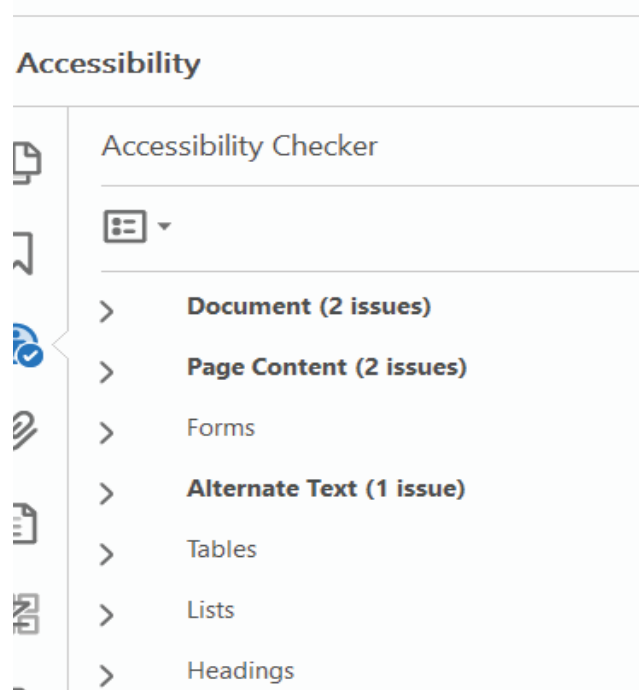 Accessibility
Accessibility Checker
Document (2 issues)
Page Content (2 issues)
Forms
Alternate Text (1 issue)
Tables
Lists
Headings